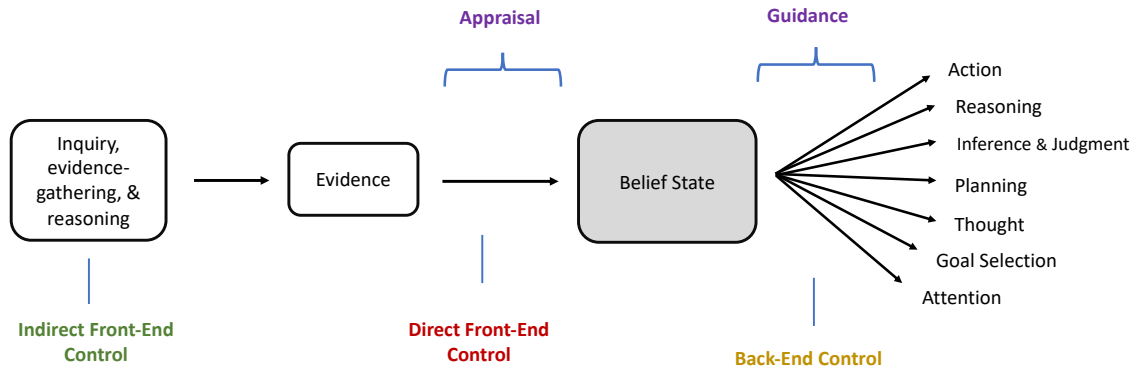 Appraisal
Guidance
Inquiry,
evidence-
gathering, &
reasoning
Evidence
Belief State
Action
Reasoning
Inference & Judgment
Planning
Thought
Goal Selection
Attention
Indirect Front-End
Control
Direct Front-End
Control
Back-End Control